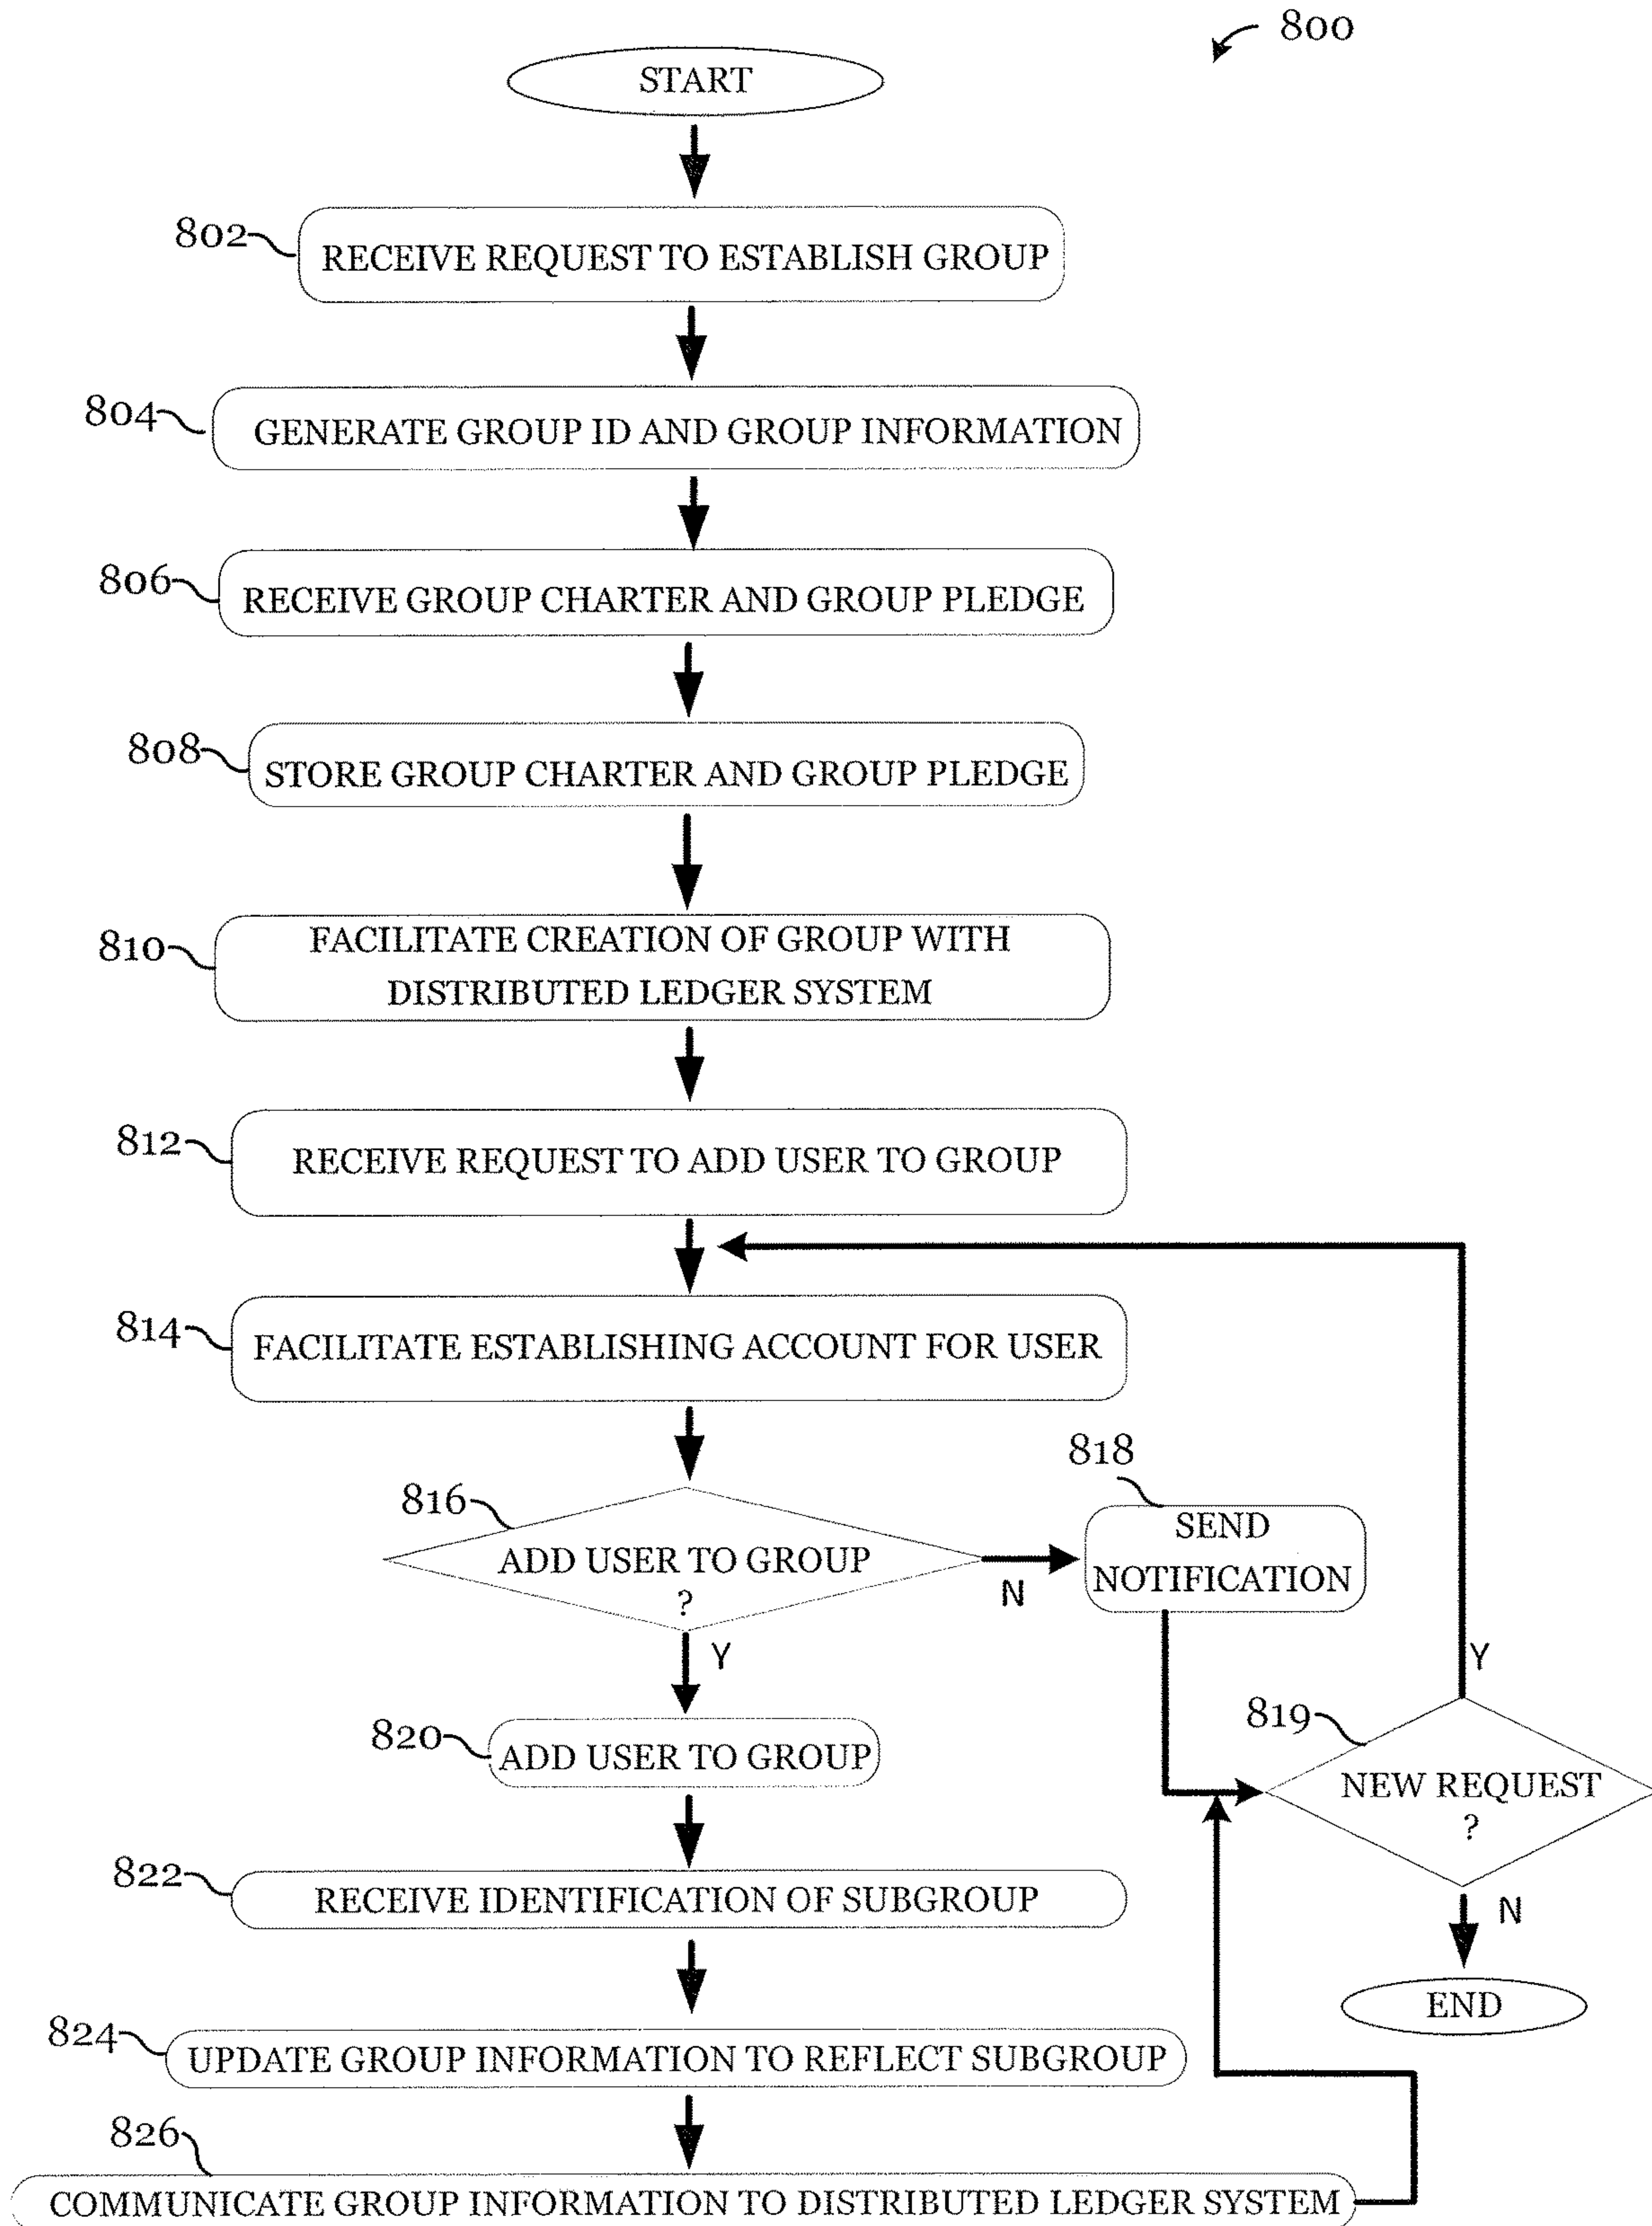 800
START
802
RECEIVE REQUEST TO ESTABLISH GROUP
804
GENERATE GROUP ID AND GROUP INFORMATION
806
RECEIVE GROUP CHARTER AND GROUP PLEDGE
808
STORE GROUP CHARTER AND GROUP PLEDGE
810
FACILITATE CREATION OF GROUP WITH
DISTRIBUTED LEDGER SYSTEM
812
RECEIVE REQUEST TO ADD USER TO GROUP
814
FACILITATE ESTABLISHING ACCOUNT FOR USER
816
ADD USER TO GROUP
?
N
Y
818
SEND
NOTIFICATION
819
NEW REQUEST
?
Y
N
END
820
ADD USER TO GROUP
822
RECEIVE IDENTIFICATION OF SUBGROUP
824
UPDATE GROUP INFORMATION TO REFLECT SUBGROUP
826
COMMUNICATE GROUP INFORMATION TO DISTRIBUTED LEDGER SYSTEM